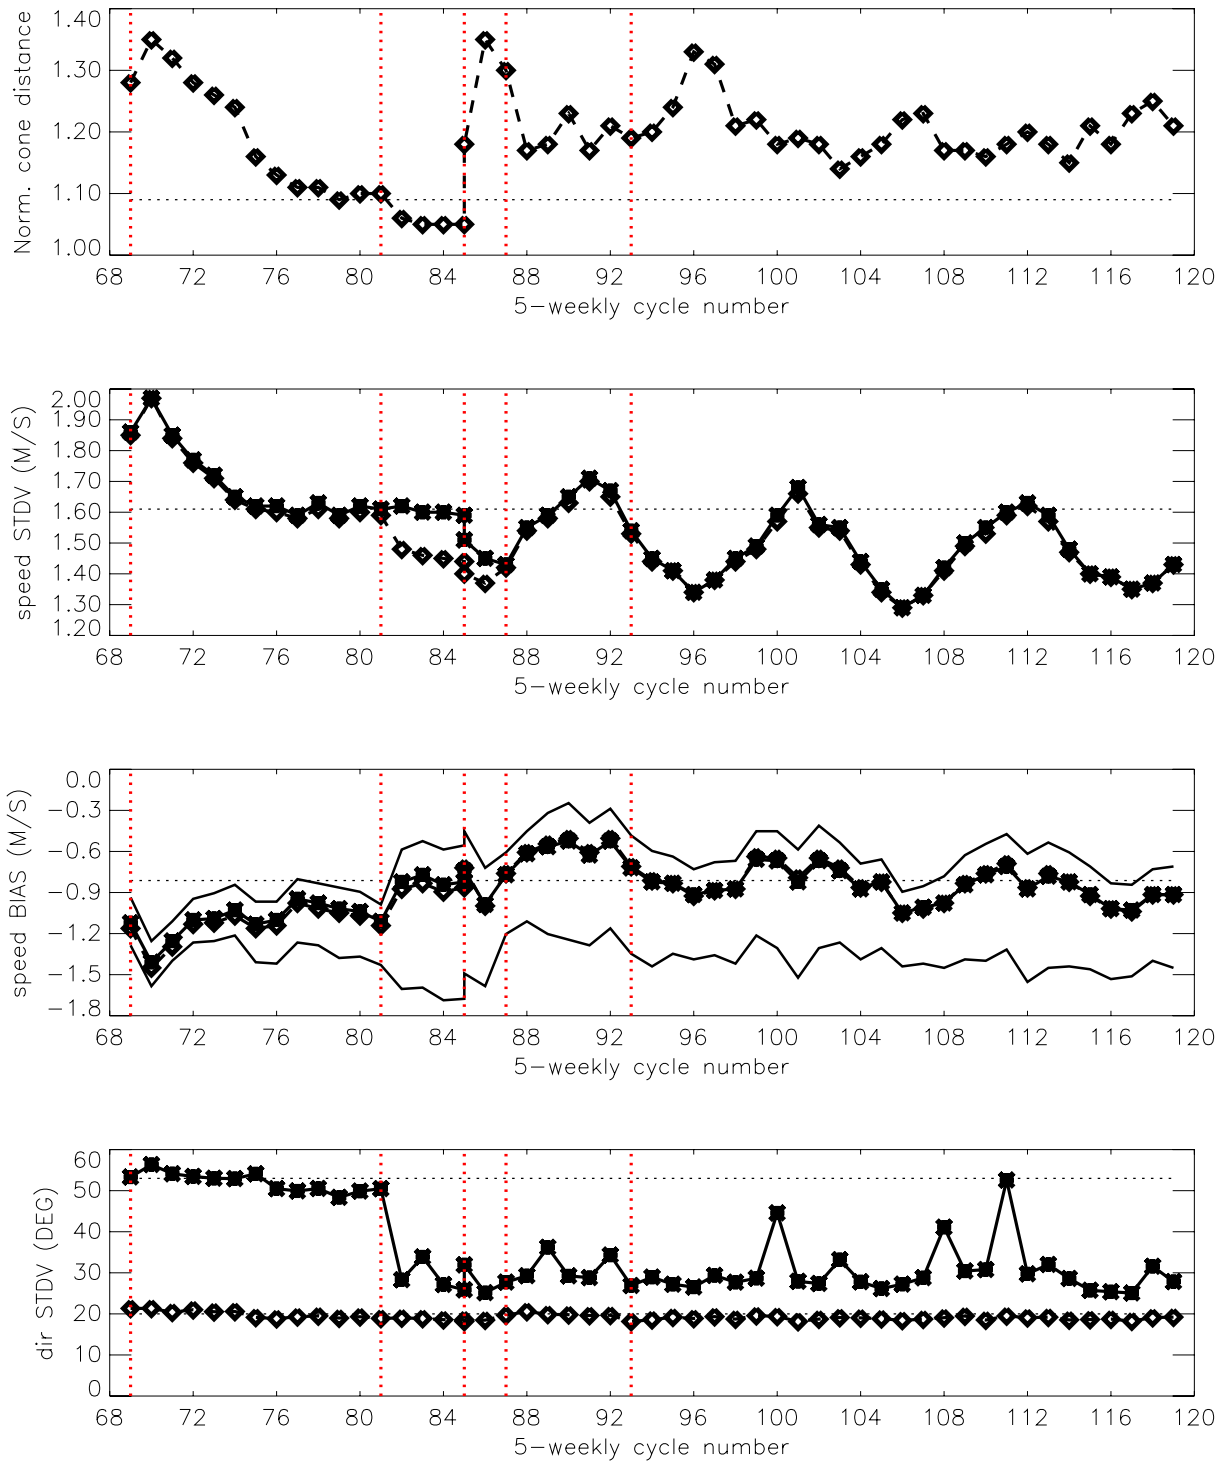 Norm. cone distance
1.40
1.30
1.20
1.10
1.00
68 72 76 80 84 88 92 96 100 104 108 112 116 120
5-weekly cycle number
speed STDV (M/S)
2.00
1.90
1.80
1.70
1.60
1.50
1.40
1.30
1.20
68 72 76 80 84 88 92 96 100 104 108 112 116 120
5-weekly cycle number
speed BIAS (M/S)
0.0
-0.3
-0.6
-0.9
-1.2
-1.5
-1.8
68 72 76 80 84 88 92 96 100 104 108 112 116 120
5-weekly cycle number
dir STDV (DEG)
60
50
40
30
20
10
0
68 72 76 80 84 88 92 96 100 104 108 112 116 120
5-weekly cycle number